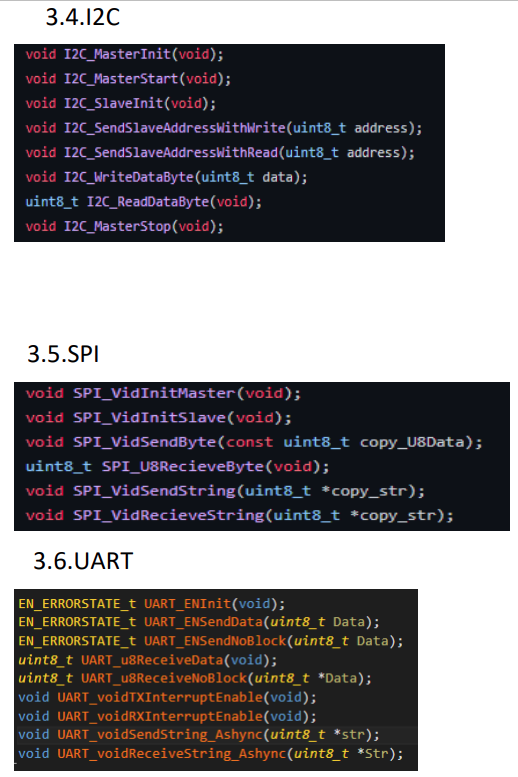 3.4.I2C
void I2C_MasterInit(void);
void I2C_MasterStart(void);
void I2C_SlaveInit(void);
void I2C_SendSlaveAddressWithWrite(uint8_t address);
void I2C_SendSlaveAddressWithRead(uint8_t address);
void I2C_WriteDataByte(uint8_t data);
uint8_t I2C_ReadDataByte(void);
void I2C_MasterStop(void);
3.5.SPI
void SPI_VidInitMaster(void);
void SPI_VidInitSlave(void);
void SPI_VidSendByte(const uint8_t copy_U8Data);
uint8_t SPI_U8RecieveByte(void);
void SPI_VidSendString(uint8_t *copy_str);
void SPI_VidRecieveString(uint8_t *copy_str);
3.6.UART
EN_ERRORSTATE_t UART_ENInit(void);
EN_ERRORSTATE_t UART_ENSendData(uint8_t Data);
EN_ERRORSTATE_t UART_ENSendNoBlock(uint8_t Data);
uint8_t UART_u8ReceiveData(void);
uint8_t UART_u8ReceiveNoBlock(uint8_t *Data);
void UART_voidTXInterruptEnable(void);
void UART_voidRXInterruptEnable(void);
void UART_voidSendString_Ashync(uint8_t *str);
void UART_voidReceiveString_Ashync(uint8_t *Str);